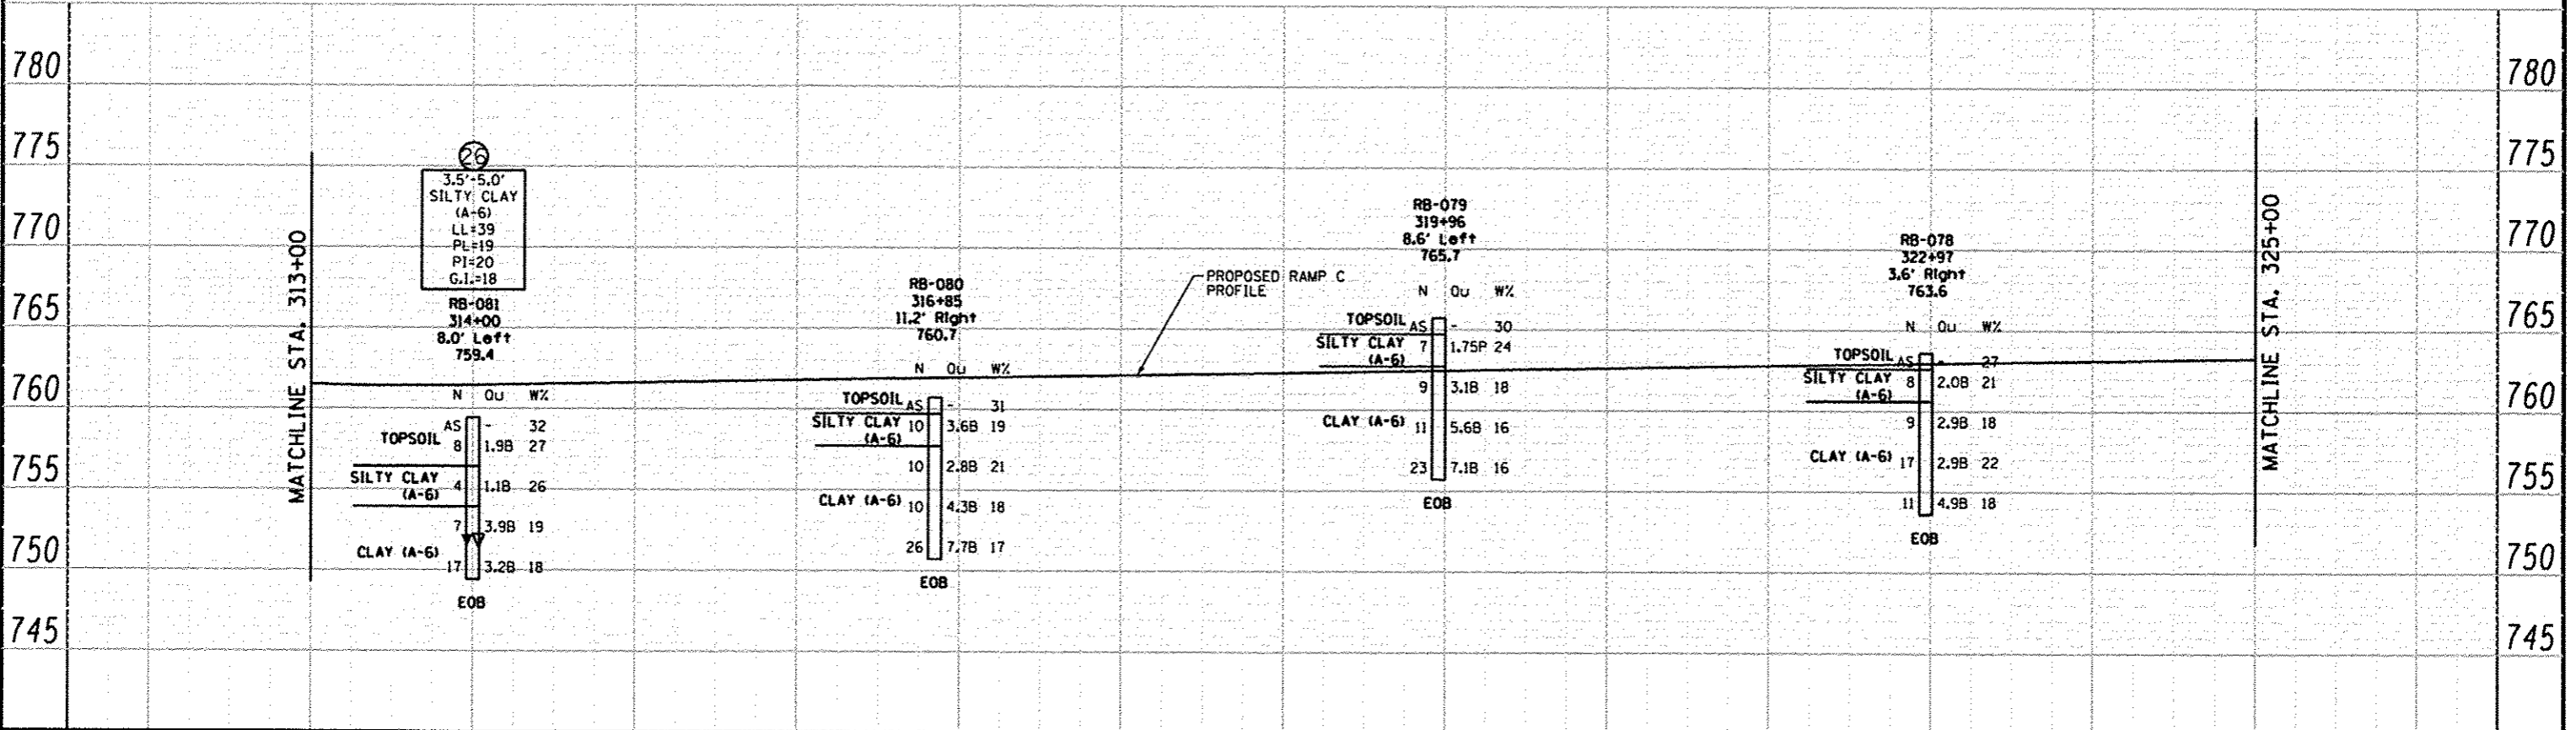 780
775
770
765
760
755
750
745
MATCHLINE STA. 313+00
26
3.5'-5.0'
SILTY CLAY
(A-6)
LL=39
PL=19
PI=20
G.I.=18
RB-081
314+00
8.0' Left
759.4
N Qu W%
AS - 32
TOPSOIL
8 1.9B 27
SILTY CLAY
(A-6)
4 1.1B 26
7 3.9B 19
CLAY (A-6)
17 3.2B 18
EOB
RB-080
316+85
11.2' Right
760.7
N Qu W%
TOPSOIL AS - 31
SILTY CLAY 10 3.6B 19
(A-6)
10 2.8B 21
CLAY (A-6) 10 4.3B 18
26 7.7B 17
EOB
PROPOSED RAMP C
PROFILE
RB-079
319+96
8.6' Left
765.7
N Qu W%
TOPSOIL AS - 30
SILTY CLAY 7 1.75P 24
(A-6)
9 3.1B 18
CLAY (A-6) 11 5.6B 16
23 7.1B 16
EOB
RB-078
322+97
3.6' Right
763.6
N Qu W%
TOPSOIL AS - 27
SILTY CLAY 8 2.0B 21
(A-6)
9 2.9B 18
CLAY (A-6) 17 2.9B 22
11 4.9B 18
EOB
MATCHLINE STA. 325+00
780
775
770
765
760
755
750
745